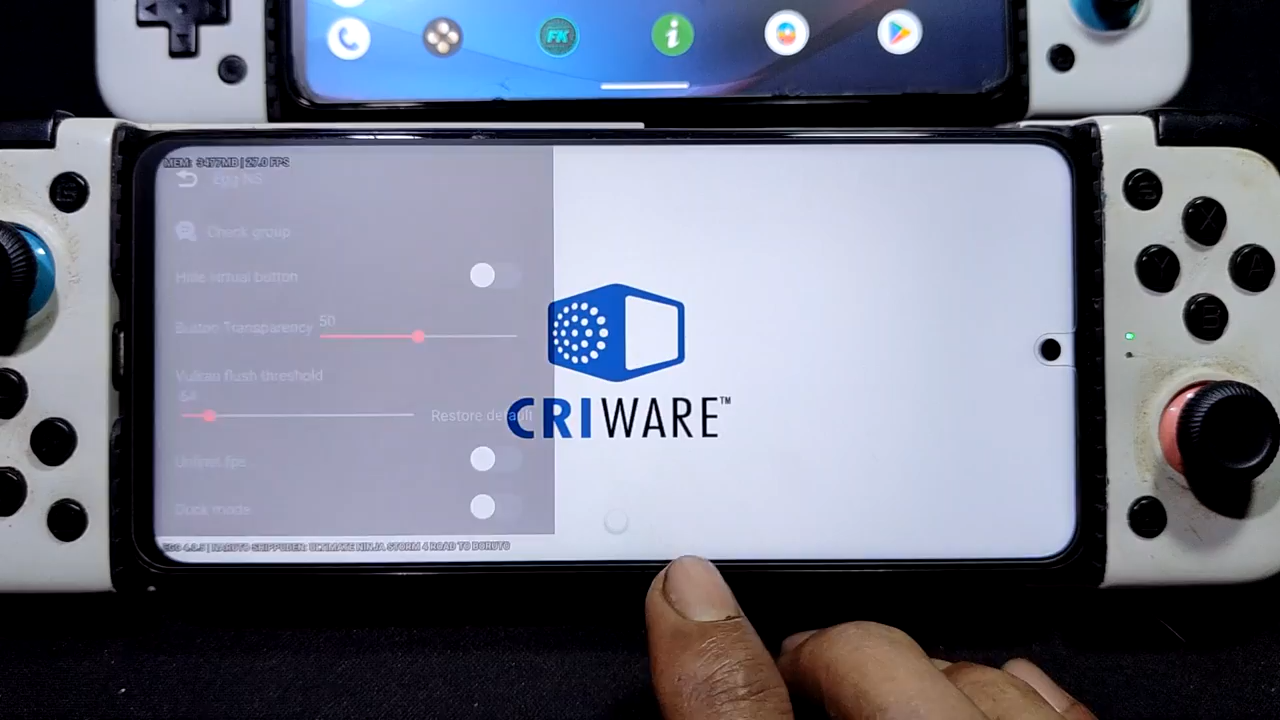 FK
i
MEM: 3477MB | 27.0 FPS
Egg NS
Check group
Hide virtual button
Button Transparency 50
Vulkan flush threshold
64
Restore default
Unlimit fps
Dock mode
CRIWARE™
NARUTO SHIPPUDEN: ULTIMATE NINJA STORM 4 ROAD TO BORUTO
X
Y
A
B